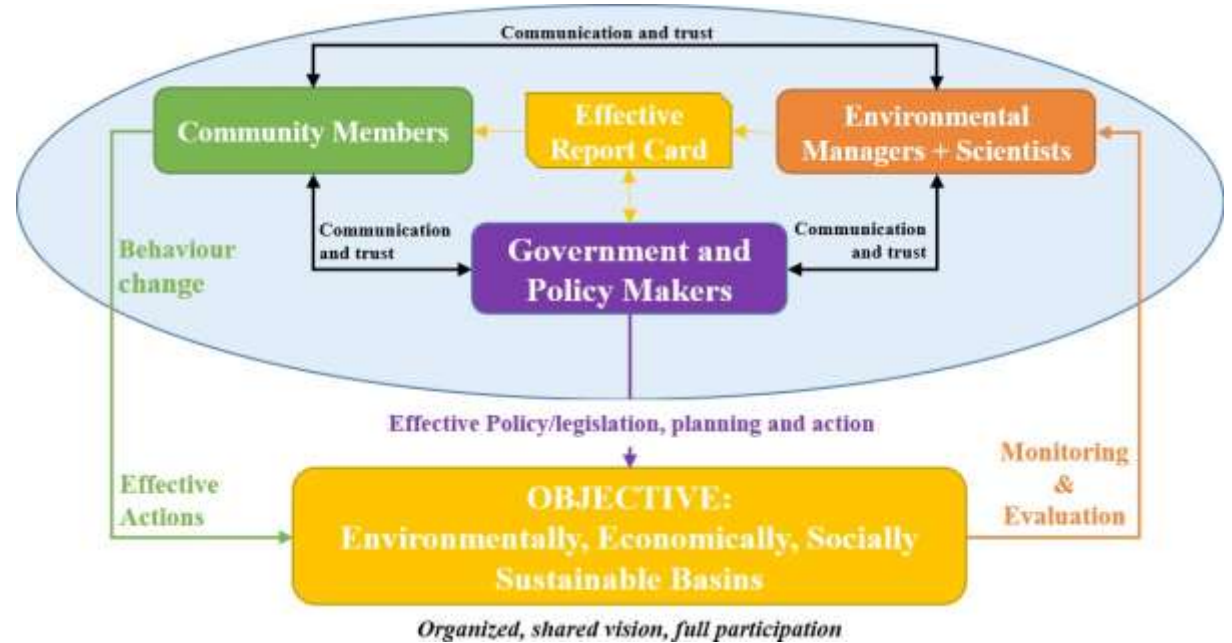 Communication and trust
Community Members
Effective
Report Card
Environmental
Managers + Scientists
Communication
and trust
Communication
and trust
Government and
Policy Makers
Behaviour
change
Effective Policy/legislation, planning and action
Effective
Actions
Monitoring
&
Evaluation
OBJECTIVE:
Environmentally, Economically, Socially
Sustainable Basins
Organized, shared vision, full participation